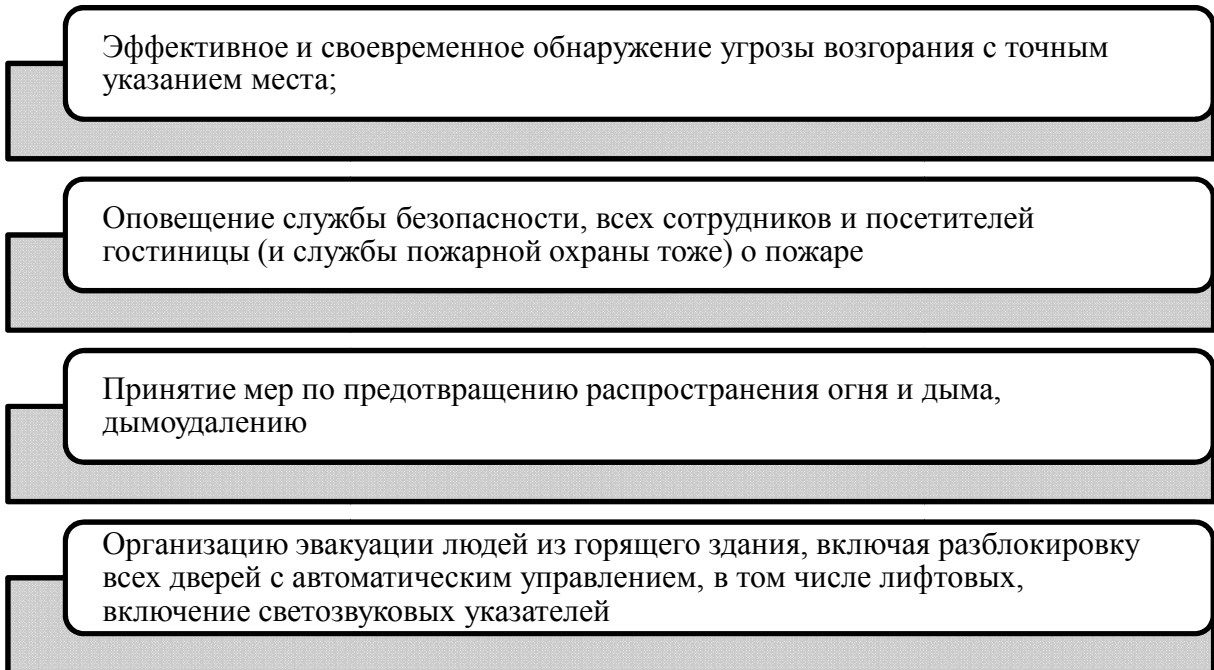 Эффективное и своевременное обнаружение угрозы возгорания с точным
указанием места;
Оповещение службы безопасности, всех сотрудников и посетителей
гостиницы (и службы пожарной охраны тоже) о пожаре
Принятие мер по предотвращению распространения огня и дыма,
дымоудалению
Организацию эвакуации людей из горящего здания, включая разблокировку
всех дверей с автоматическим управлением, в том числе лифтовых,
включение светозвуковых указателей